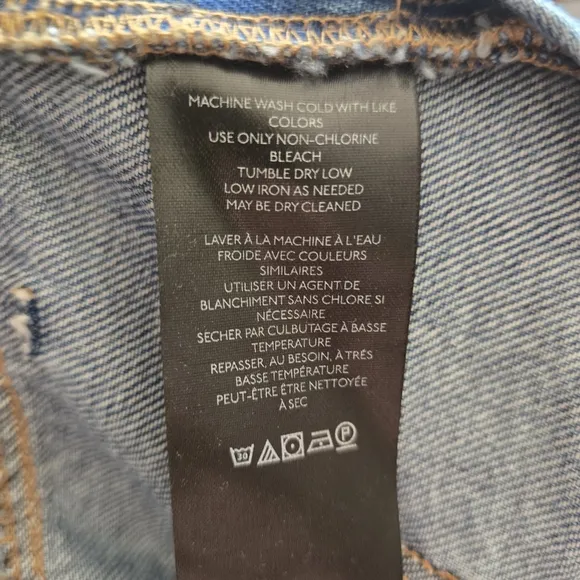 MACHINE WASH COLD WITH LIKE
COLORS
USE ONLY NON-CHLORINE
BLEACH
TUMBLE DRY LOW
LOW IRON AS NEEDED
MAY BE DRY CLEANED
LAVER À LA MACHINE À L'EAU
FROIDE AVEC COULEURS
SIMILAIRES
UTILISER UN AGENT DE
BLANCHIMENT SANS CHLORE SI
NÉCESSAIRE
SECHER PAR CULBUTAGE À BASSE
TEMPERATURE
REPASSER, AU BESOIN, À TRÈS
BASSE TEMPÉRATURE
PEUT-ÊTRE ÊTRE NETTOYÉE
À SEC
30 P